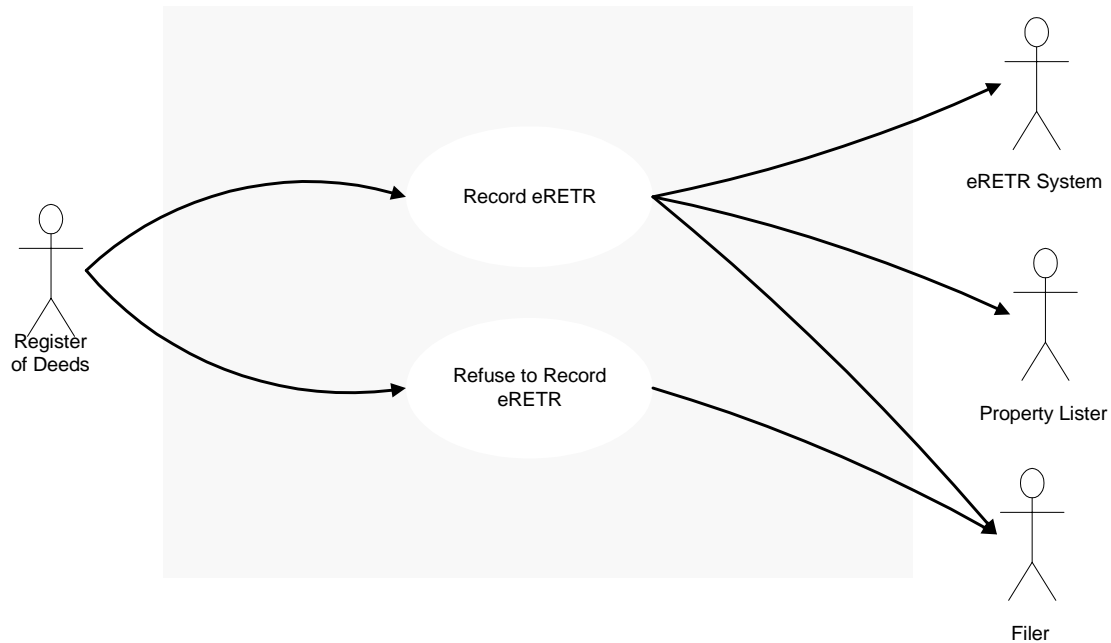 eRETR System
Record eRETR
Register
of Deeds
Refuse to Record
eRETR
Property Lister
Filer